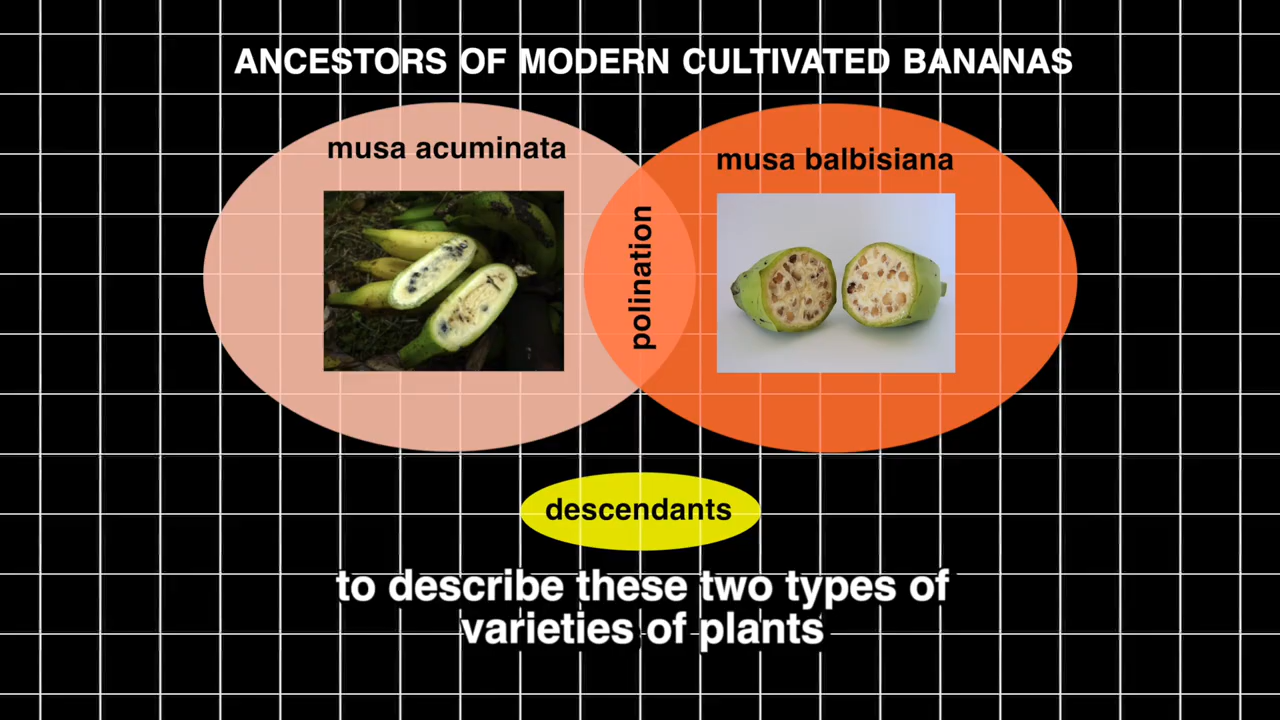 ANCESTORS OF MODERN CULTIVATED BANANAS
musa acuminata
musa balbisiana
polination
descendants
to describe these two types of
varieties of plants